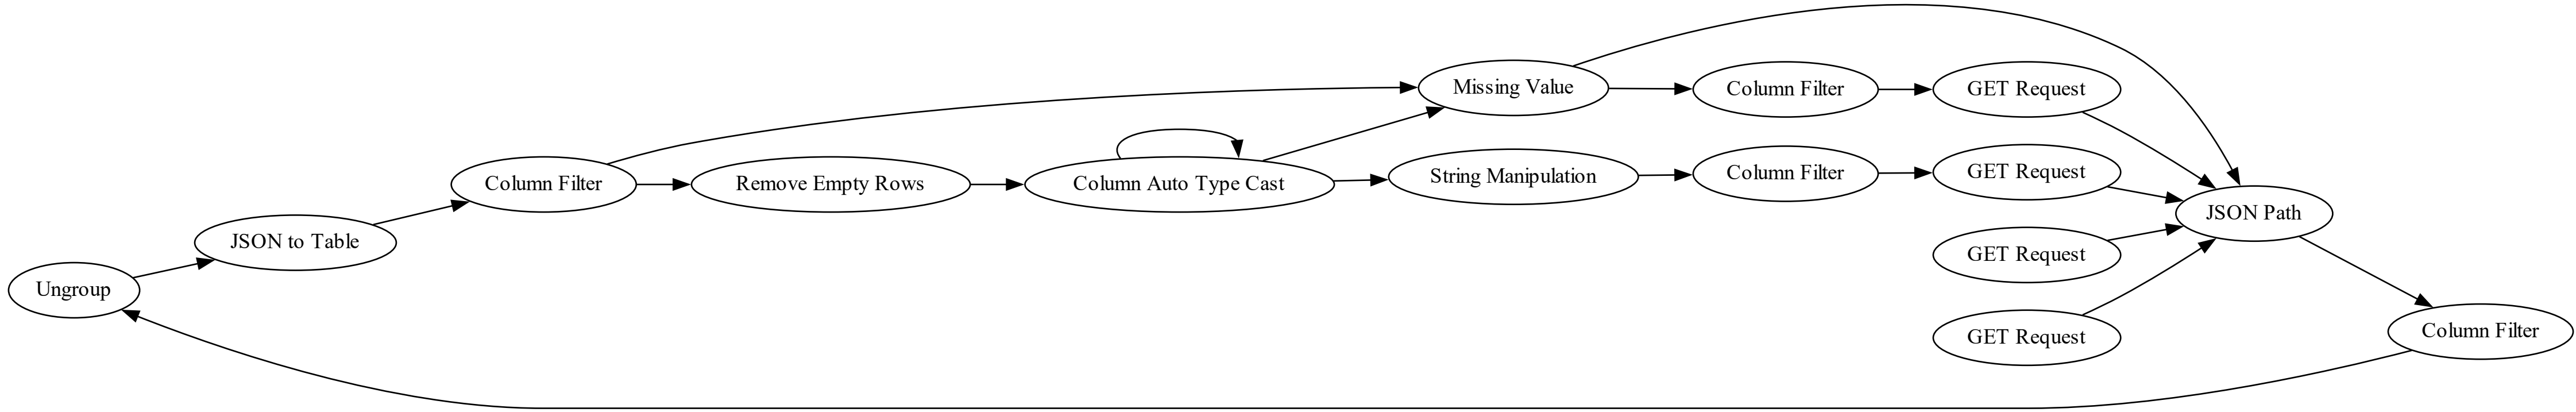 Ungroup
JSON to Table
Column Filter
Remove Empty Rows
Column Auto Type Cast
Missing Value
String Manipulation
Column Filter
Column Filter
GET Request
GET Request
GET Request
GET Request
JSON Path
Column Filter